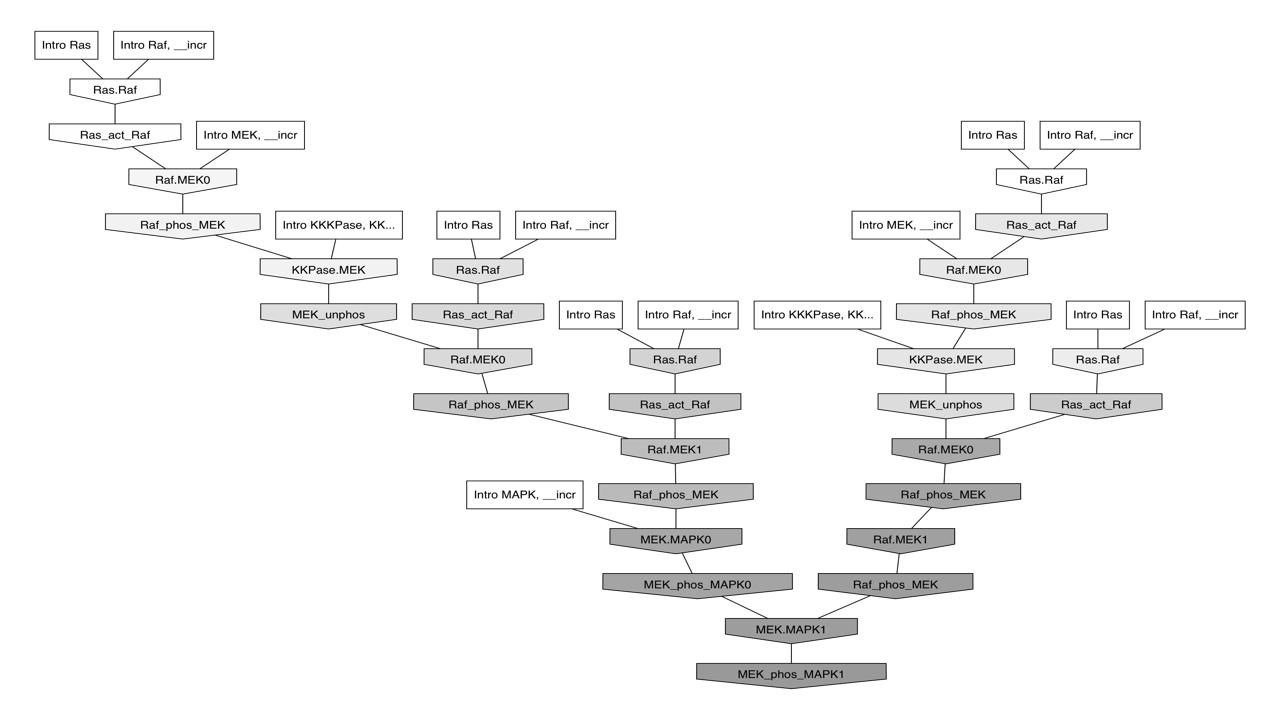 Intro Ras
Intro Raf, __incr
Ras.Raf
Ras_act_Raf
Intro MEK, __incr
Intro Ras
Intro Raf, __incr
Raf.MEK0
Ras.Raf
Raf_phos_MEK
Intro KKKPase, KK...
Intro Ras
Intro Raf, __incr
Intro MEK, __incr
Ras_act_Raf
KKPase.MEK
Ras.Raf
Raf.MEK0
MEK_unphos
Ras_act_Raf
Intro Ras
Intro Raf, __incr
Intro KKKPase, KK...
Raf_phos_MEK
Intro Ras
Intro Raf, __incr
Raf.MEK0
Ras.Raf
KKPase.MEK
Ras.Raf
Raf_phos_MEK
Ras_act_Raf
MEK_unphos
Ras_act_Raf
Raf.MEK1
Raf.MEK0
Intro MAPK, __incr
Raf_phos_MEK
Raf_phos_MEK
MEK.MAPK0
Raf.MEK1
MEK_phos_MAPK0
Raf_phos_MEK
MEK.MAPK1
MEK_phos_MAPK1